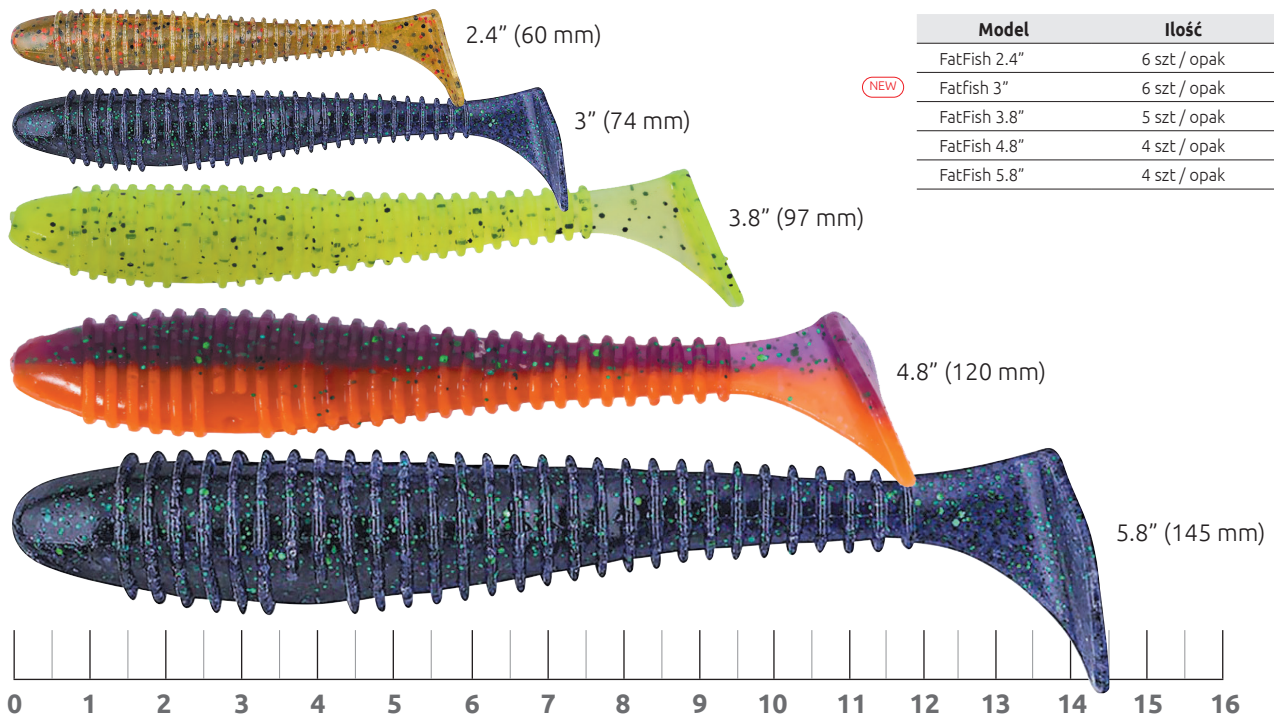 2.4” (60 mm)
3” (74 mm)
3.8” (97 mm)
4.8” (120 mm)
5.8” (145 mm)
Model Ilość
FatFish 2.4” 6 szt / opak
NEW Fatfish 3” 6 szt / opak
FatFish 3.8” 5 szt / opak
FatFish 4.8” 4 szt / opak
FatFish 5.8” 4 szt / opak
0 1 2 3 4 5 6 7 8 9 10 11 12 13 14 15 16